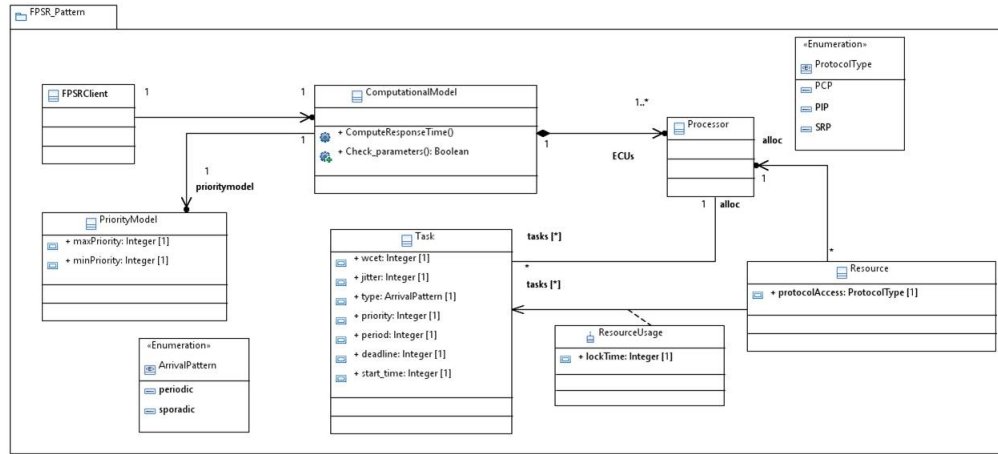 FPSR_Pattern
«Enumeration»
ProtocolType
PCP
PIP
SRP
FPSRClient
1
1
ComputationalModel
+ ComputeResponseTime()
+ Check_parameters(): Boolean
1
1..*
ECUs
Processor
alloc
1
1
alloc
1
1
prioritymodel
PriorityModel
+ maxPriority: Integer [1]
+ minPriority: Integer [1]
Task
+ wcet: Integer [1]
+ jitter: Integer [1]
+ type: ArrivalPattern [1]
+ priority: Integer [1]
+ period: Integer [1]
+ deadline: Integer [1]
+ start_time: Integer [1]
tasks [*]
*
tasks [*]
*
Resource
+ protocolAccess: ProtocolType [1]
ResourceUsage
+ lockTime: Integer [1]
«Enumeration»
ArrivalPattern
periodic
sporadic